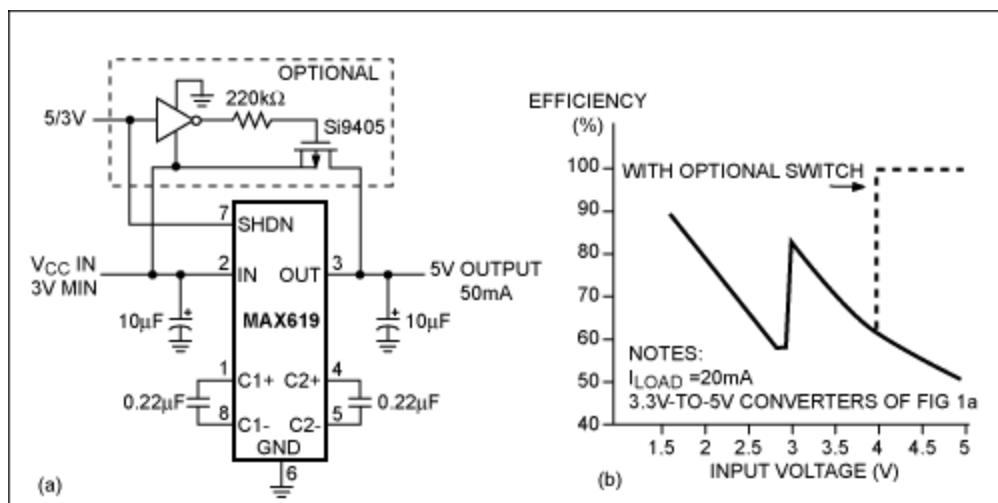 OPTIONAL
5/3V
220kΩ
Si9405
7
SHDN
VCC IN
3V MIN
2
IN
OUT
3
5V OUTPUT
50mA
10µF
+
MAX619
+
10µF
1
C1+
C2+
4
0.22µF
8
C1-
C2-
5
0.22µF
GND
6
(a)
EFFICIENCY
(%)
100
90
80
70
60
50
40
WITH OPTIONAL SWITCH
NOTES:
ILOAD =20mA
3.3V-TO-5V CONVERTERS OF FIG 1a
1.5 2 2.5 3 3.5 4 4.5 5
INPUT VOLTAGE (V)
(b)